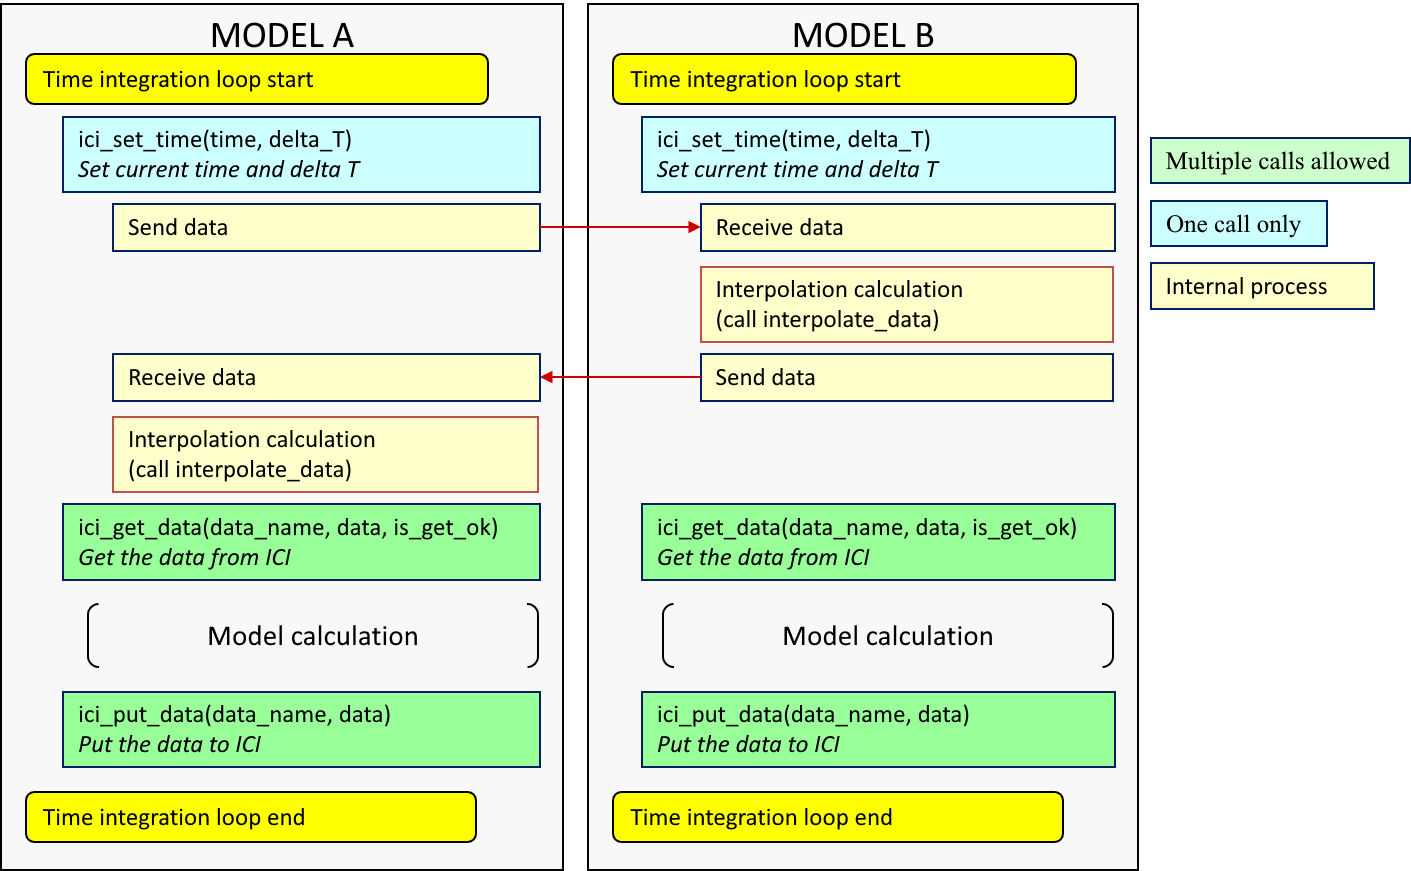 MODEL A
Time integration loop start
ici_set_time(time, delta_T)
Set current time and delta T
Send data
Receive data
Interpolation calculation
(call interpolate_data)
ici_get_data(data_name, data, is_get_ok)
Get the data from ICI
Model calculation
ici_put_data(data_name, data)
Put the data to ICI
Time integration loop end
MODEL B
Time integration loop start
ici_set_time(time, delta_T)
Set current time and delta T
Receive data
Interpolation calculation
(call interpolate_data)
Send data
ici_get_data(data_name, data, is_get_ok)
Get the data from ICI
Model calculation
ici_put_data(data_name, data)
Put the data to ICI
Time integration loop end
Multiple calls allowed
One call only
Internal process